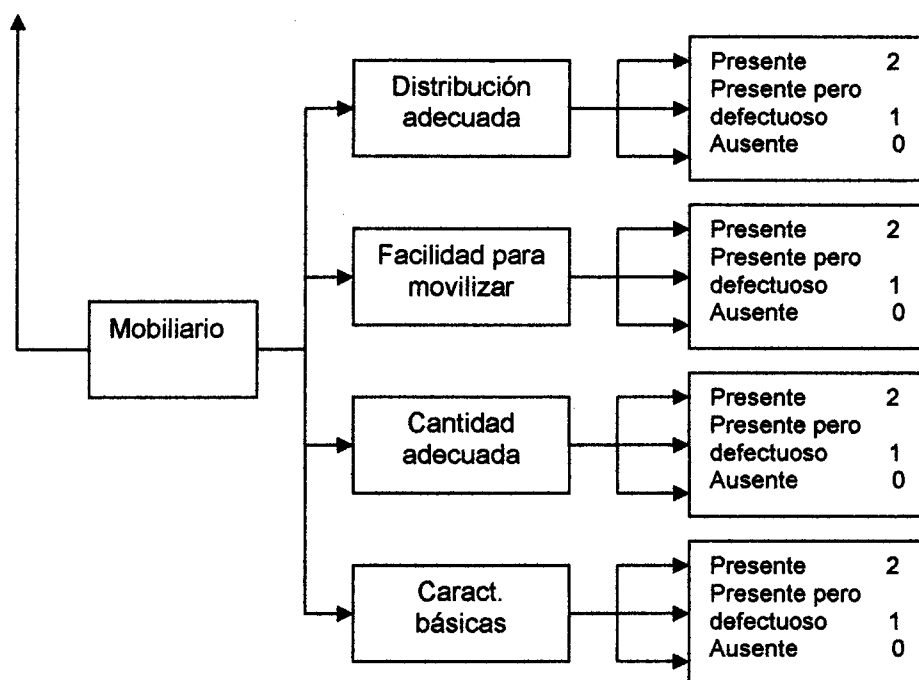 Distribución
adecuada
Presente 2
Presente pero
defectuoso 1
Ausente 0
Facilidad para
movilizar
Presente 2
Presente pero
defectuoso 1
Ausente 0
Mobiliario
Cantidad
adecuada
Presente 2
Presente pero
defectuoso 1
Ausente 0
Caract.
básicas
Presente 2
Presente pero
defectuoso 1
Ausente 0